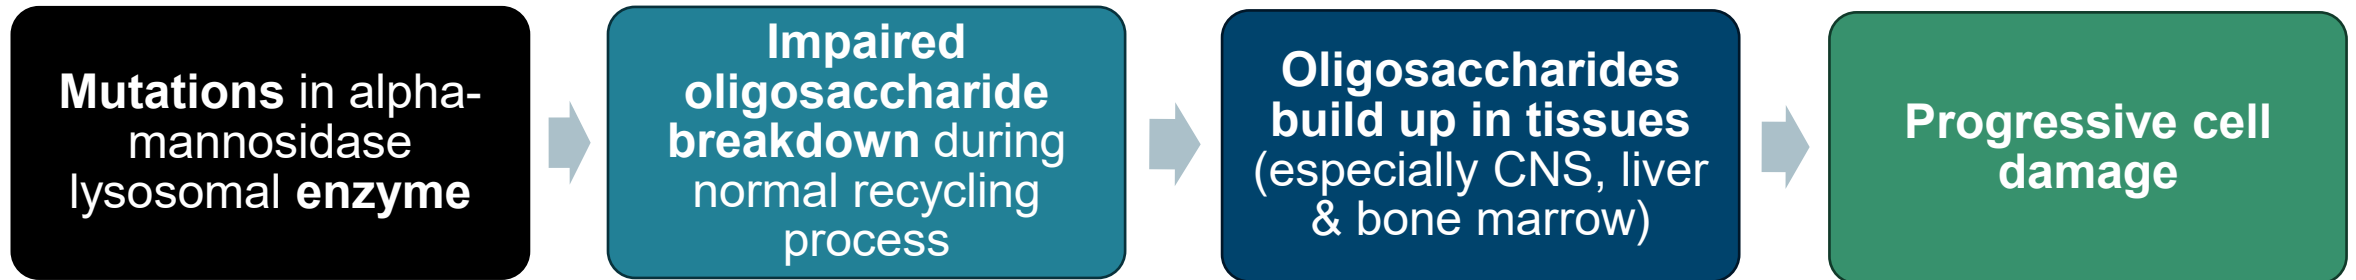 Mutations in alpha-
mannosidase
lysosomal enzyme
Impaired
oligosaccharide
breakdown during
normal recycling
process
Oligosaccharides
build up in tissues
(especially CNS, liver
& bone marrow)
Progressive cell
damage